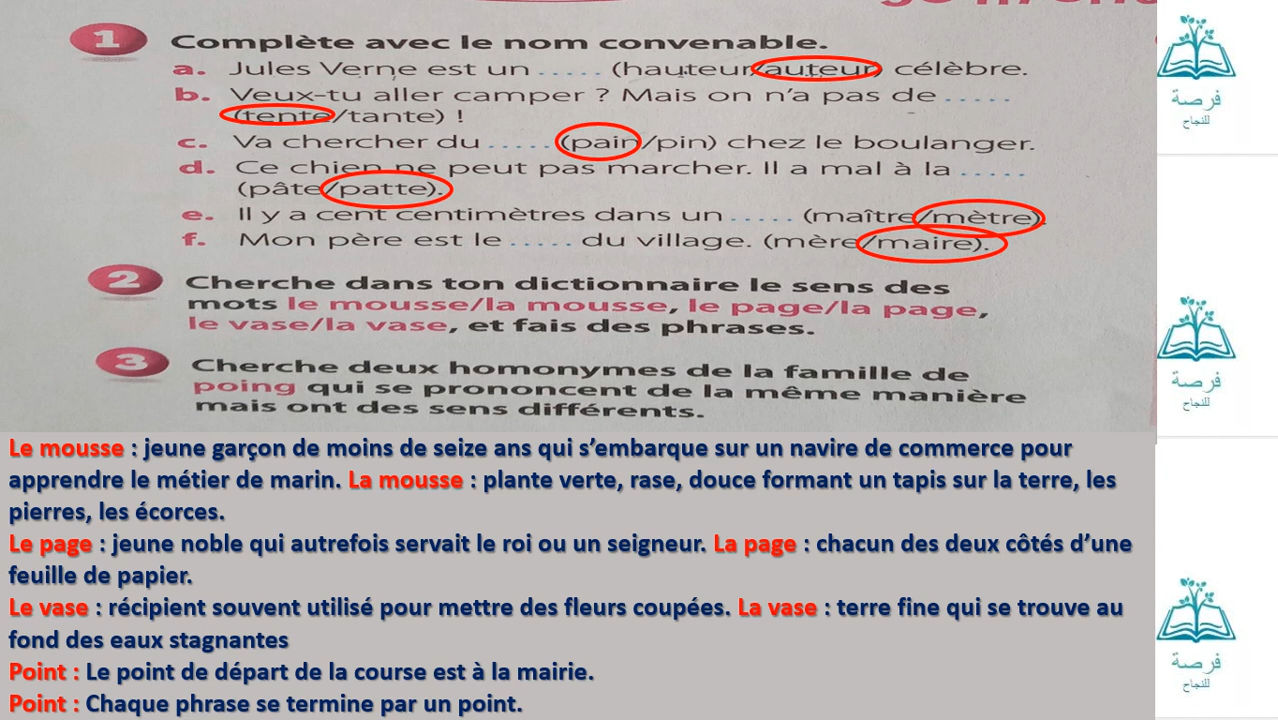 1 Complète avec le nom convenable.
a. Jules Verne est un ..... (hauteur/auteur) célèbre.
b. Veux-tu aller camper ? Mais on n'a pas de .....
(tente/tante) !
c. Va chercher du ..... (pain/pin) chez le boulanger.
d. Ce chien ne peut pas marcher. Il a mal à la .....
(pâte/patte).
e. Il y a cent centimètres dans un ..... (maître/mètre).
f. Mon père est le ..... du village. (mère/maire).
2 Cherche dans ton dictionnaire le sens des
mots le mousse/la mousse, le page/la page,
le vase/la vase, et fais des phrases.
3 Cherche deux homonymes de la famille de
poing qui se prononcent de la même manière
mais ont des sens différents.
Le mousse : jeune garçon de moins de seize ans qui s’embarque sur un navire de commerce pour
apprendre le métier de marin. La mousse : plante verte, rase, douce formant un tapis sur la terre, les
pierres, les écorces.
Le page : jeune noble qui autrefois servait le roi ou un seigneur. La page : chacun des deux côtés d’une
feuille de papier.
Le vase : récipient souvent utilisé pour mettre des fleurs coupées. La vase : terre fine qui se trouve au
fond des eaux stagnantes
Point : Le point de départ de la course est à la mairie.
Point : Chaque phrase se termine par un point.
فرصة
للنجاح
فرصة
للنجاح
فرصة
للنجاح